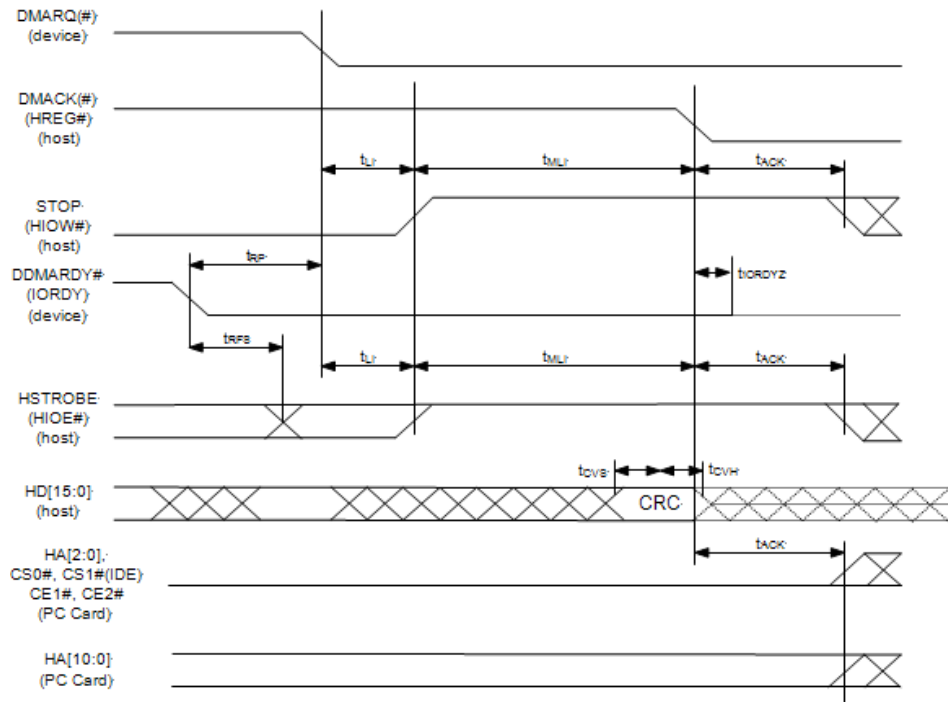 DMARQ(#)
(device)
DMACK(#)
(HREG#)
(host)
tLI
tMLI
tACK
STOP
(HIOW#)
(host)
tRP
DDMARDY#
(IORDY)
(device)
tIORDYZ
tRFS
tLI
tMLI
tACK
HSTROBE
(HIOE#)
(host)
tCVS
tCVH
HD[15:0]
(host)
CRC
tACK
HA[2:0],
CS0#, CS1#(IDE)
CE1#, CE2#
(PC Card)
HA[10:0]
(PC Card)